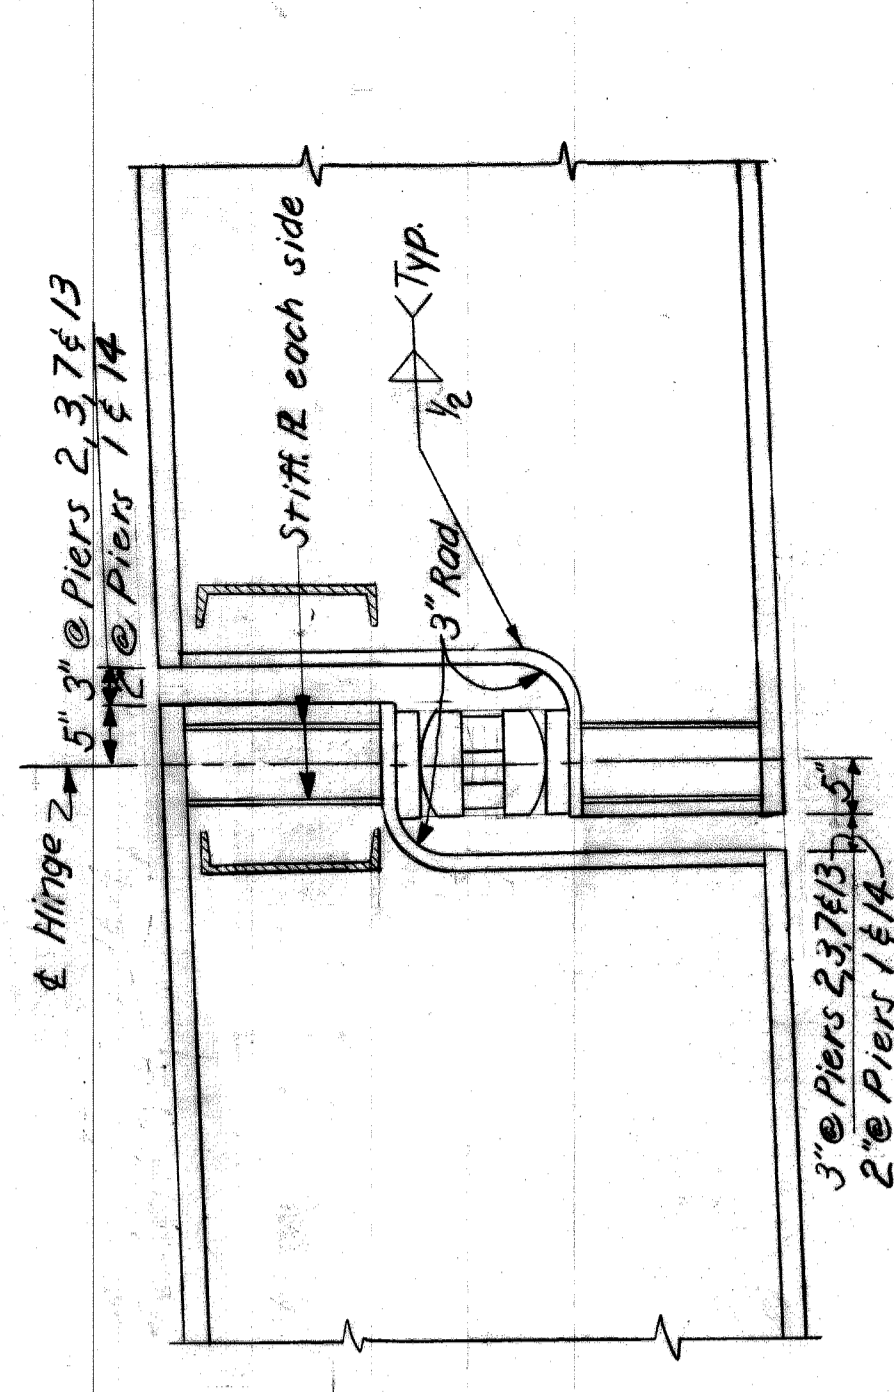 ℄ Hinge
5" 3" @ Piers 2, 3, 7 & 13
2" @ Piers 1 & 14
Stiff. ℞ each side
3" Rad.
1/2
Typ.
5"
3" @ Piers 2, 3, 7 & 13
2" @ Piers 1 & 14